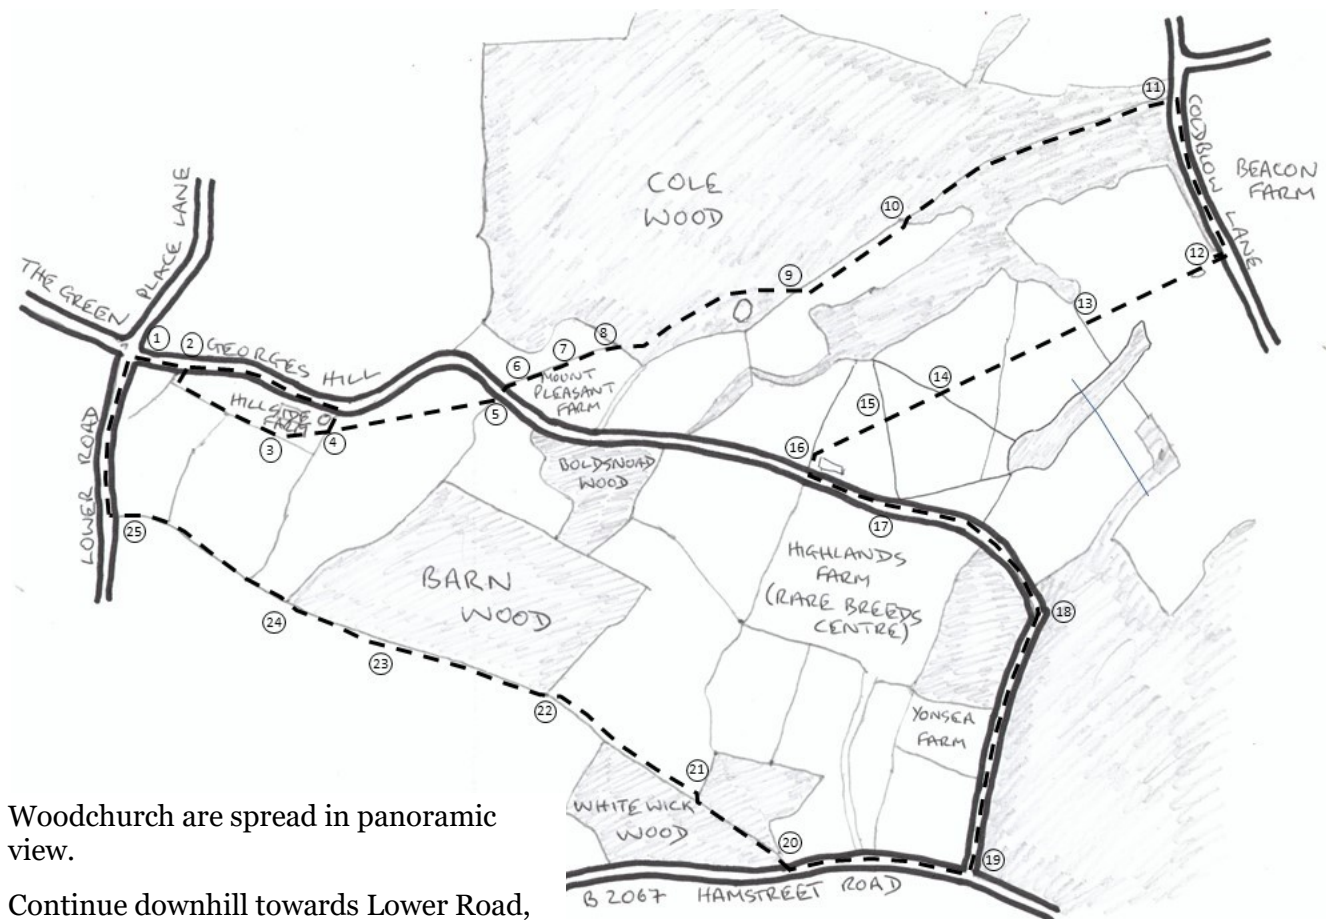 11
COLDBLOW LANE
BEACON
FARM
COLE
WOOD
PLACE LANE
THE GREEN
10
9
12
13
1
2
GEORGES HILL
8
7
6
MOUNT
PLEASANT
FARM
5
HILLSIDE
FARM
3
4
14
15
16
17
LOWER ROAD
BOLDSNOAD
WOOD
25
HIGHLANDS
FARM
(RARE BREEDS
CENTRE)
BARN
WOOD
18
24
23
22
YONSEA
FARM
21
WHITEWICK
WOOD
20
19
B 2067 HAMSTREET ROAD
Woodchurch are spread in panoramic
view.
Continue downhill towards Lower Road,